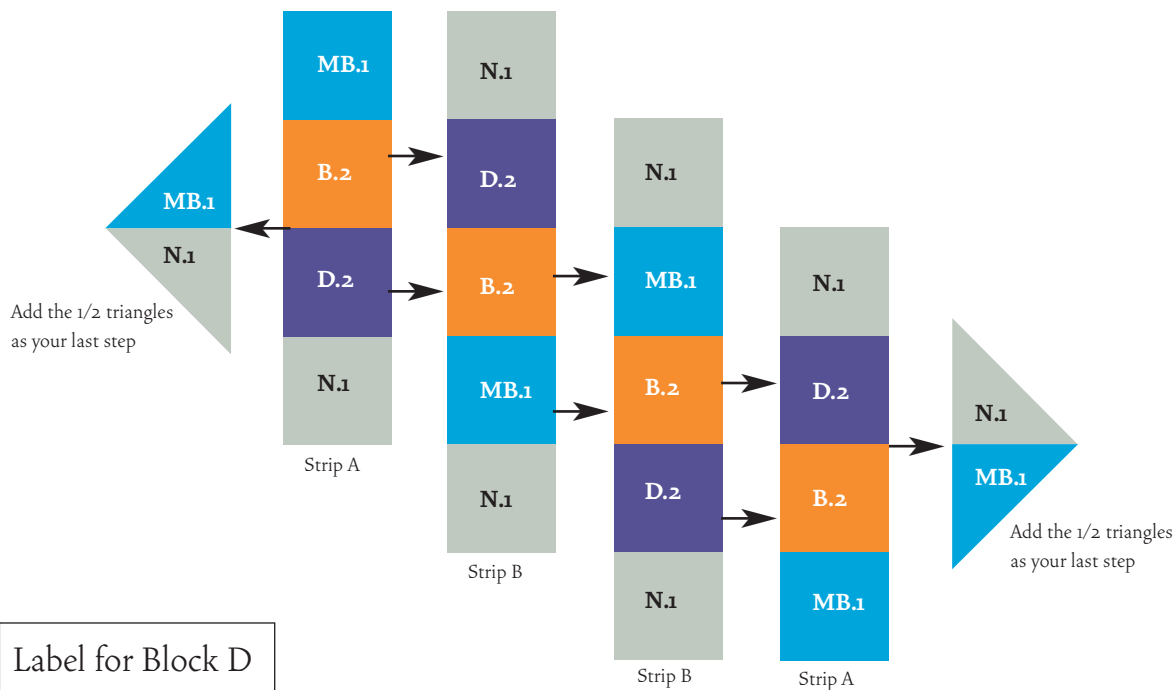 MB.1
B.2
D.2
N.1
Strip A
MB.1
N.1
Add the 1/2 triangles
as your last step
N.1
D.2
B.2
MB.1
N.1
Strip B
N.1
MB.1
B.2
D.2
N.1
Strip B
N.1
D.2
B.2
MB.1
Strip A
N.1
MB.1
Add the 1/2 triangles
as your last step
Label for Block D